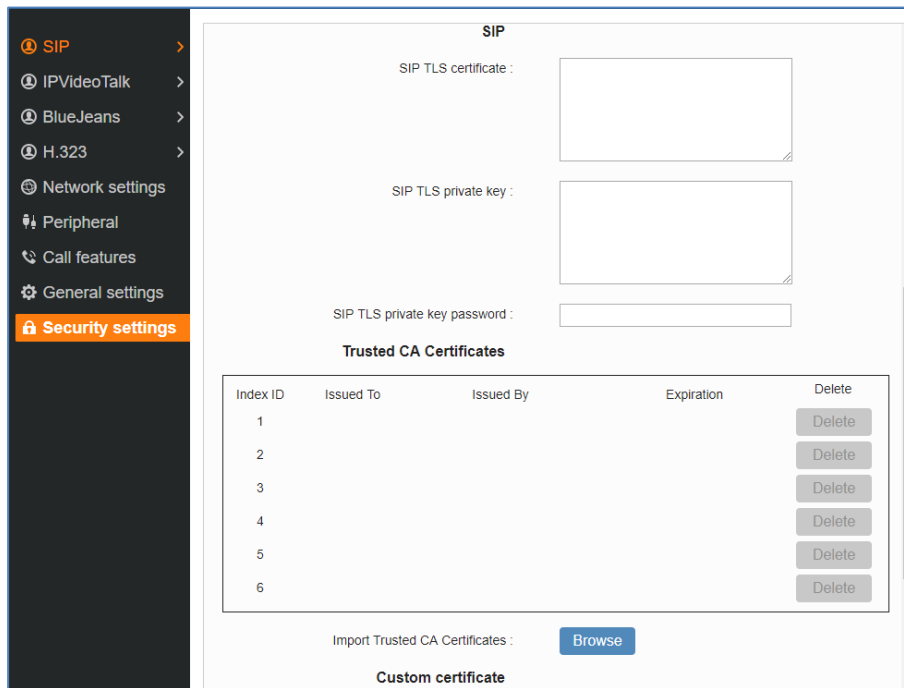 SIP
IPVideoTalk
BlueJeans
H.323
Network settings
Peripheral
Call features
General settings
Security settings
SIP
SIP TLS certificate :
SIP TLS private key :
SIP TLS private key password :
Trusted CA Certificates
Index ID Issued To Issued By Expiration Delete
1 Delete
2 Delete
3 Delete
4 Delete
5 Delete
6 Delete
Import Trusted CA Certificates : Browse
Custom certificate